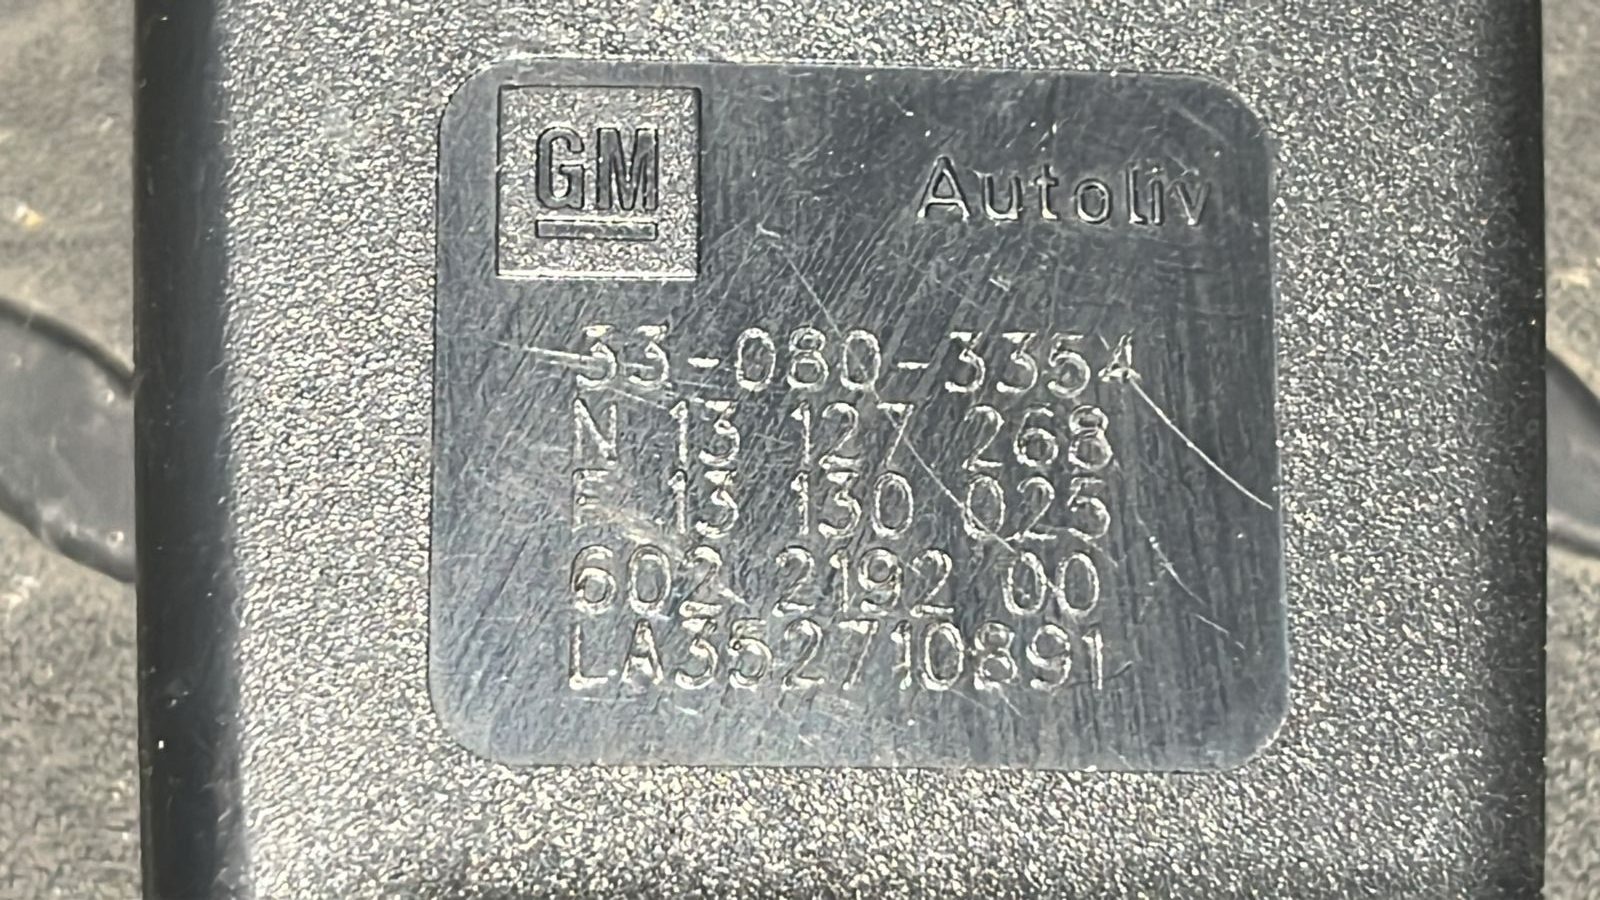 GM Autoliv
33-080-3354
N 13 127 268
E 13 130 025
602 2192 00
LA352710891